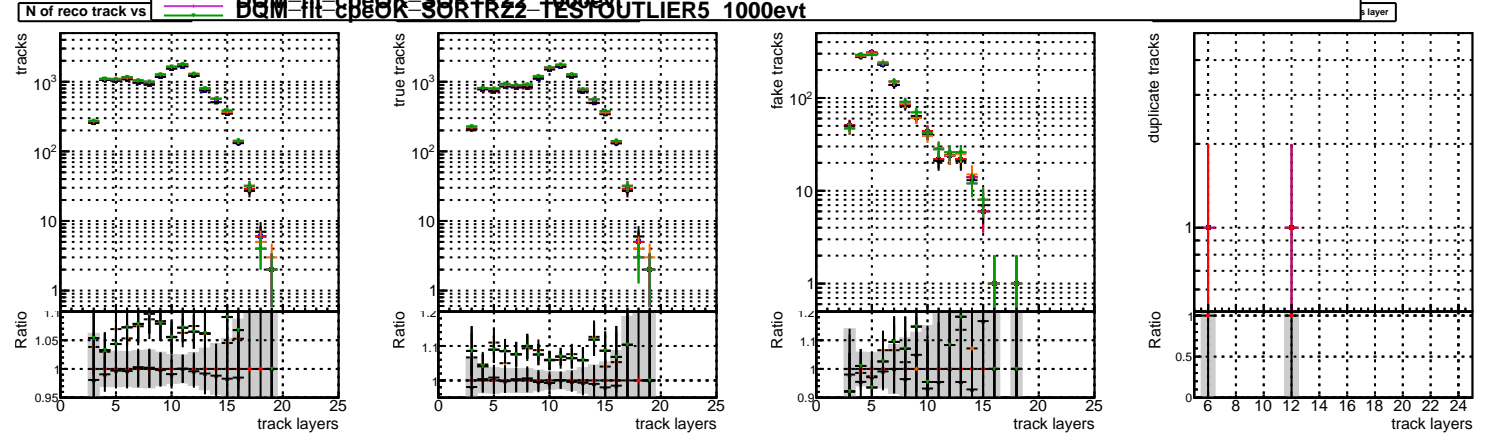 N of reco track vs
DQM_fit_cpeOK_SORTRZ2_TESTOUTLIER5_1000evt
s layer
tracks
10³
10²
10
1
Ratio
1.1
1.05
1
0.95
0 5 10 15 20 25
track layers
true tracks
10³
10²
10
1
Ratio
1.2
1.1
1
0 5 10 15 20 25
track layers
fake tracks
10²
10
1
Ratio
1.2
1.1
1
0.9
0 5 10 15 20 25
track layers
duplicate tracks
1
Ratio
1
0.5
0
6 8 10 12 14 16 18 20 22 24
track layers